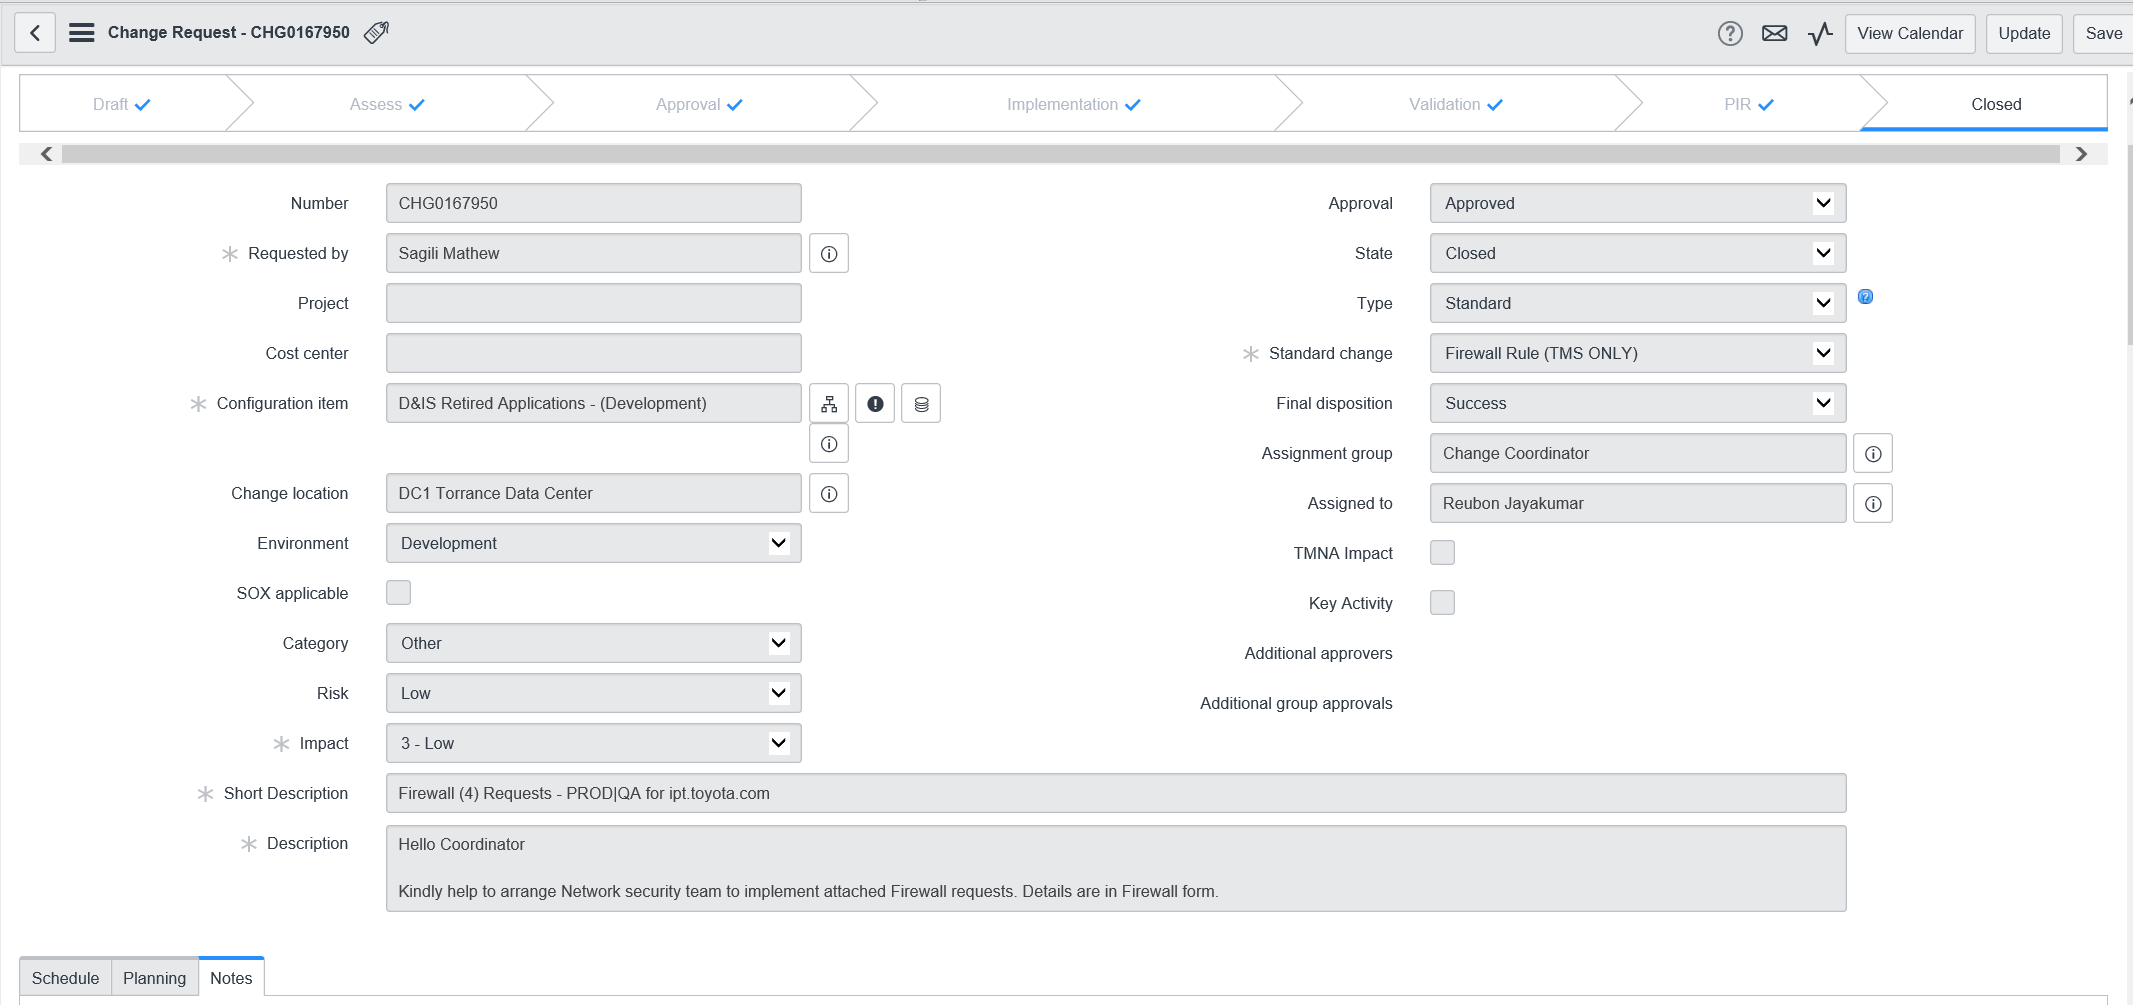 Change Request - CHG0167950
View Calendar
Update
Save
Draft
Assess
Approval
Implementation
Validation
PIR
Closed
Number
CHG0167950
Requested by
Sagili Mathew
Project
Cost center
Configuration item
D&IS Retired Applications - (Development)
Change location
DC1 Torrance Data Center
Environment
Development
SOX applicable
Category
Other
Risk
Low
Impact
3 - Low
Approval
Approved
State
Closed
Type
Standard
Standard change
Firewall Rule (TMS ONLY)
Final disposition
Success
Assignment group
Change Coordinator
Assigned to
Reubon Jayakumar
TMNA Impact
Key Activity
Additional approvers
Additional group approvals
Short Description
Firewall (4) Requests - PROD|QA for ipt.toyota.com
Description
Hello Coordinator
Kindly help to arrange Network security team to implement attached Firewall requests. Details are in Firewall form.
Schedule
Planning
Notes